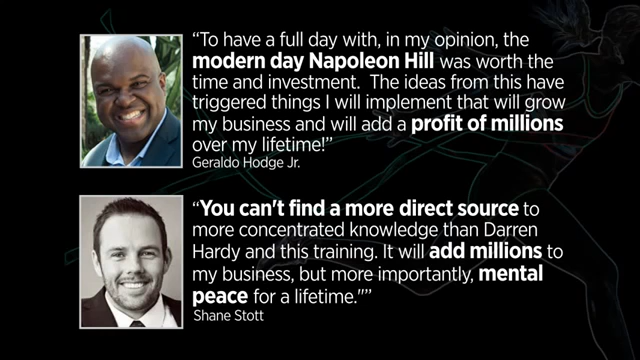 “To have a full day with, in my opinion, the
modern day Napoleon Hill was worth the
time and investment.  The ideas from this have
triggered things I will implement that will grow
my business and will add a profit of millions
over my lifetime!”
Geraldo Hodge Jr.
“You can't find a more direct source to
more concentrated knowledge than Darren
Hardy and this training. It will add millions to
my business, but more importantly, mental
peace for a lifetime."”
Shane Stott